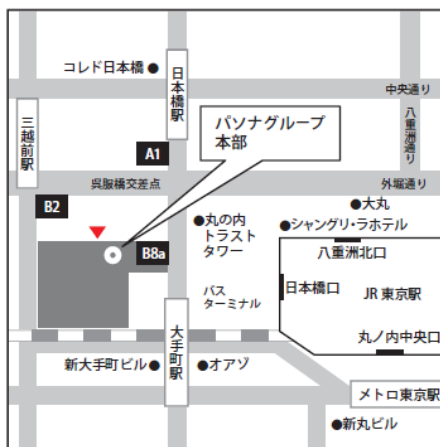 コレド日本橋
日本橋駅
中央通り
三越前駅
パソナグループ
本部
八重洲通り
A1
呉服橋交差点
外堀通り
B2
大丸
丸の内
トラスト
タワー
シャングリ・ラホテル
八重洲北口
B8a
日本橋口
JR 東京駅
バス
ターミナル
丸ノ内中央口
大手町駅
新大手町ビル
オアゾ
メトロ東京駅
新丸ビル